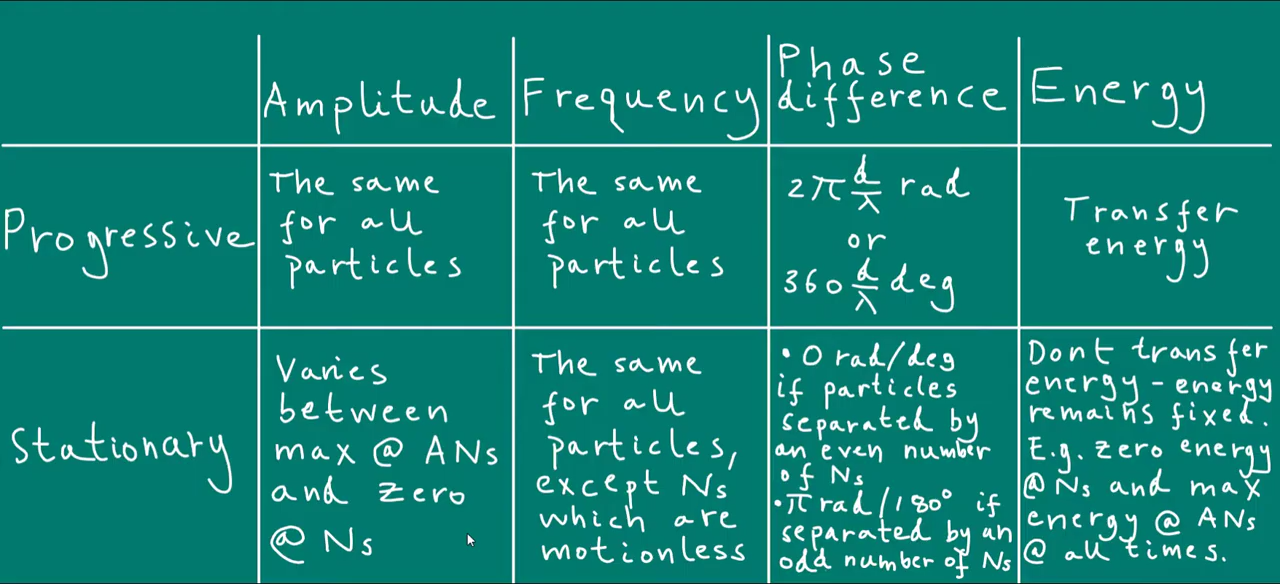 Amplitude
Frequency
Phase
difference
Energy
Progressive
The same
for all
particles
The same
for all
particles
2π d/λ rad
or
360 d/λ deg
Transfer
energy
Stationary
Varies
between
max @ ANs
and zero
@ Ns
The same
for all
particles,
except Ns
which are
motionless
• 0 rad/deg
if particles
separated by
an even number
of Ns
• π rad/180° if
separated by an
odd number of Ns
Dont transfer
energy - energy
remains fixed.
E.g. zero energy
@ Ns and max
energy @ ANs
@ all times.